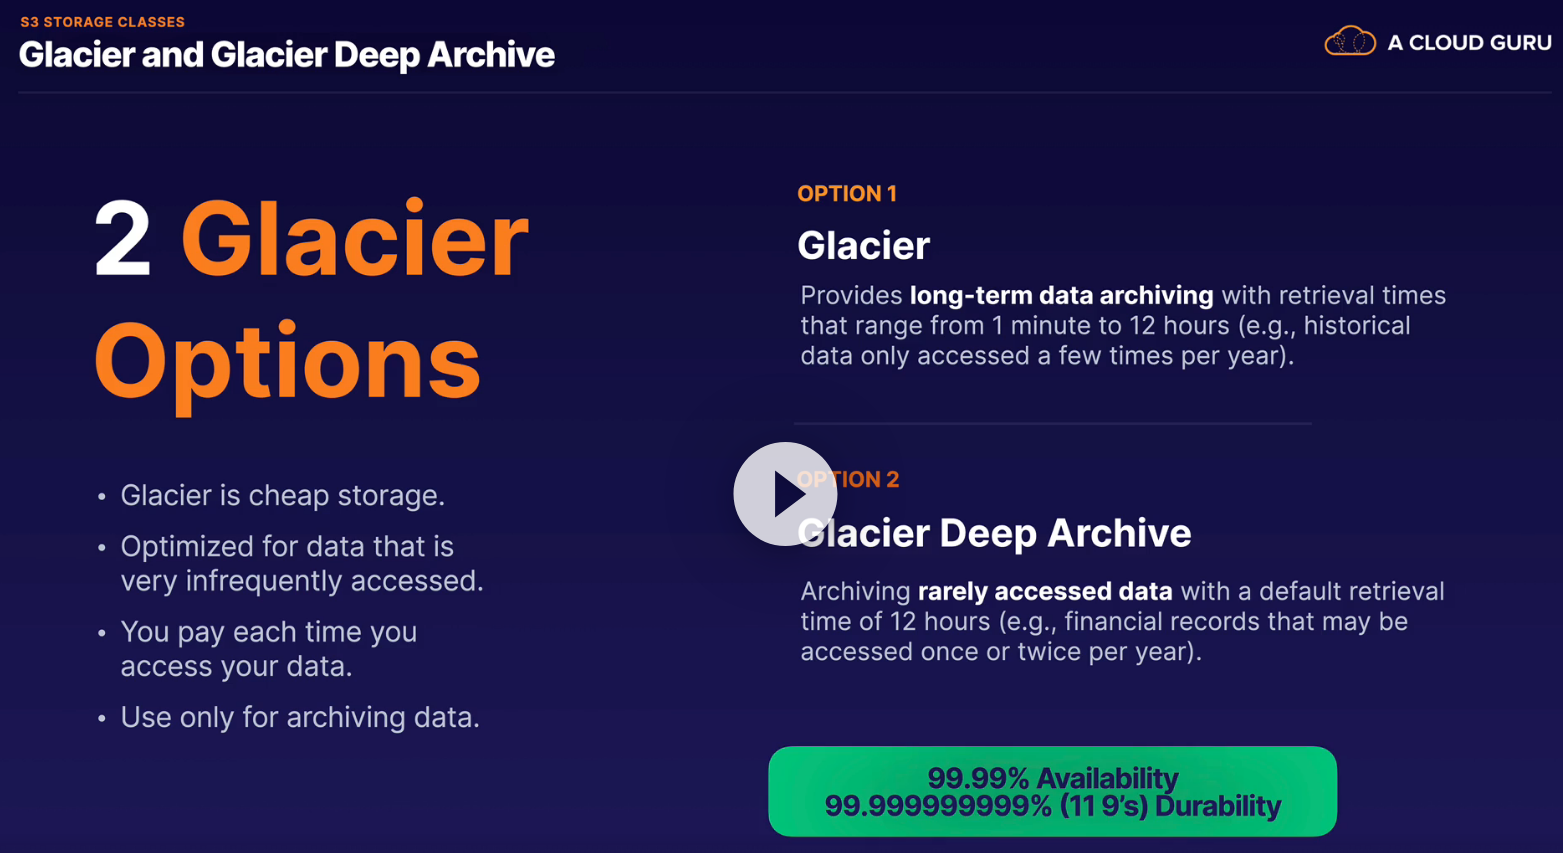 S3 STORAGE CLASSES
Glacier and Glacier Deep Archive
A CLOUD GURU
2 Glacier
Options
• Glacier is cheap storage.
• Optimized for data that is
very infrequently accessed.
• You pay each time you
access your data.
• Use only for archiving data.
OPTION 1
Glacier
Provides long-term data archiving with retrieval times
that range from 1 minute to 12 hours (e.g., historical
data only accessed a few times per year).
OPTION 2
Glacier Deep Archive
Archiving rarely accessed data with a default retrieval
time of 12 hours (e.g., financial records that may be
accessed once or twice per year).
99.99% Availability
99.999999999% (11 9's) Durability